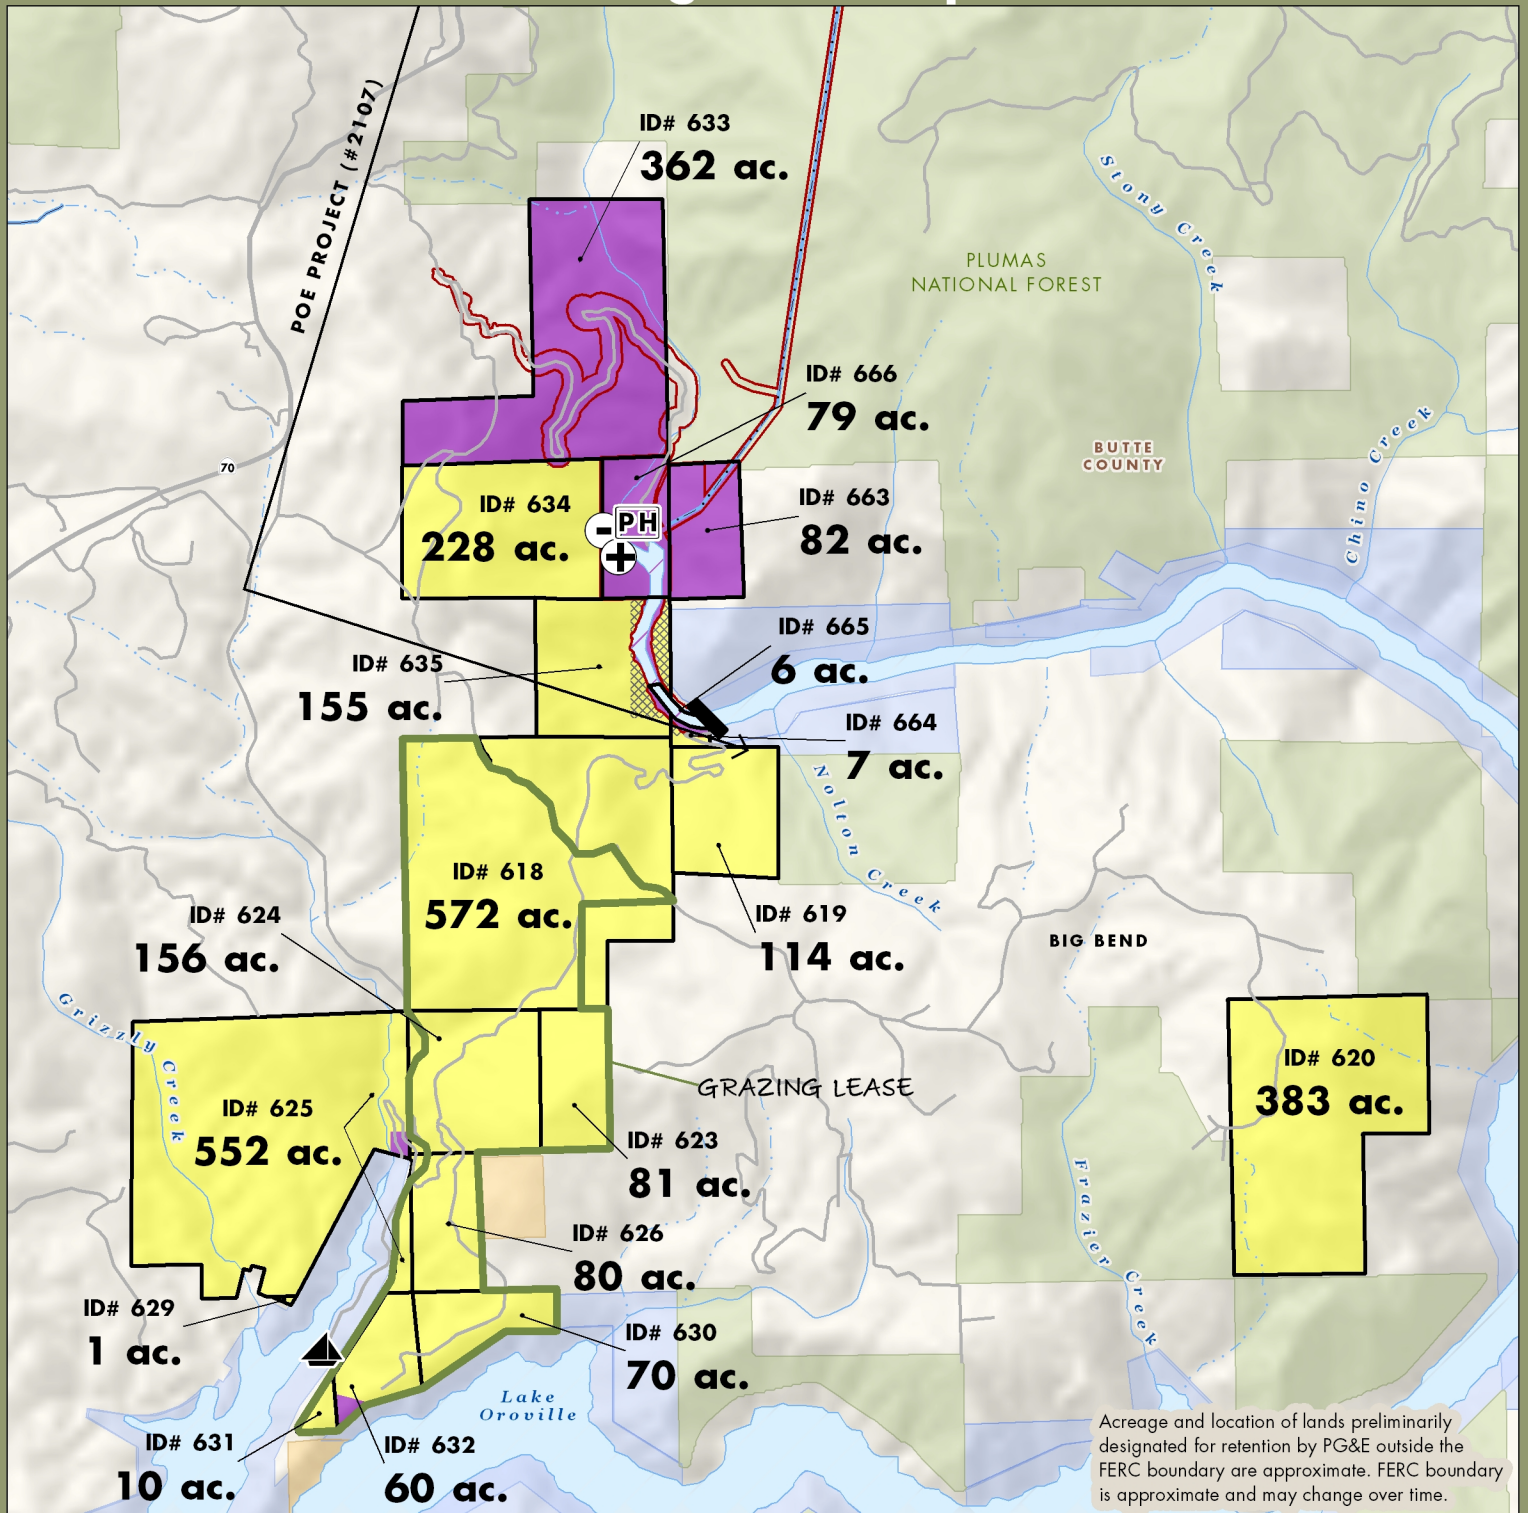 POE PROJECT (#2107)
ID# 633
362 ac.
Stony Creek
PLUMAS
NATIONAL FOREST
ID# 666
79 ac.
BUTTE
COUNTY
Chino Creek
70
ID# 634
228 ac.
PH
-
+
ID# 663
82 ac.
ID# 665
6 ac.
ID# 635
155 ac.
ID# 664
7 ac.
Nolton Creek
ID# 618
572 ac.
ID# 624
156 ac.
ID# 619
114 ac.
BIG BEND
Grizzly Creek
ID# 620
383 ac.
GRAZING LEASE
ID# 625
552 ac.
ID# 623
81 ac.
Frazier Creek
ID# 626
80 ac.
ID# 629
1 ac.
ID# 630
70 ac.
Lake
Oroville
ID# 631
10 ac.
ID# 632
60 ac.
Acreage and location of lands preliminarily
designated for retention by PG&E outside the
FERC boundary are approximate. FERC boundary
is approximate and may change over time.